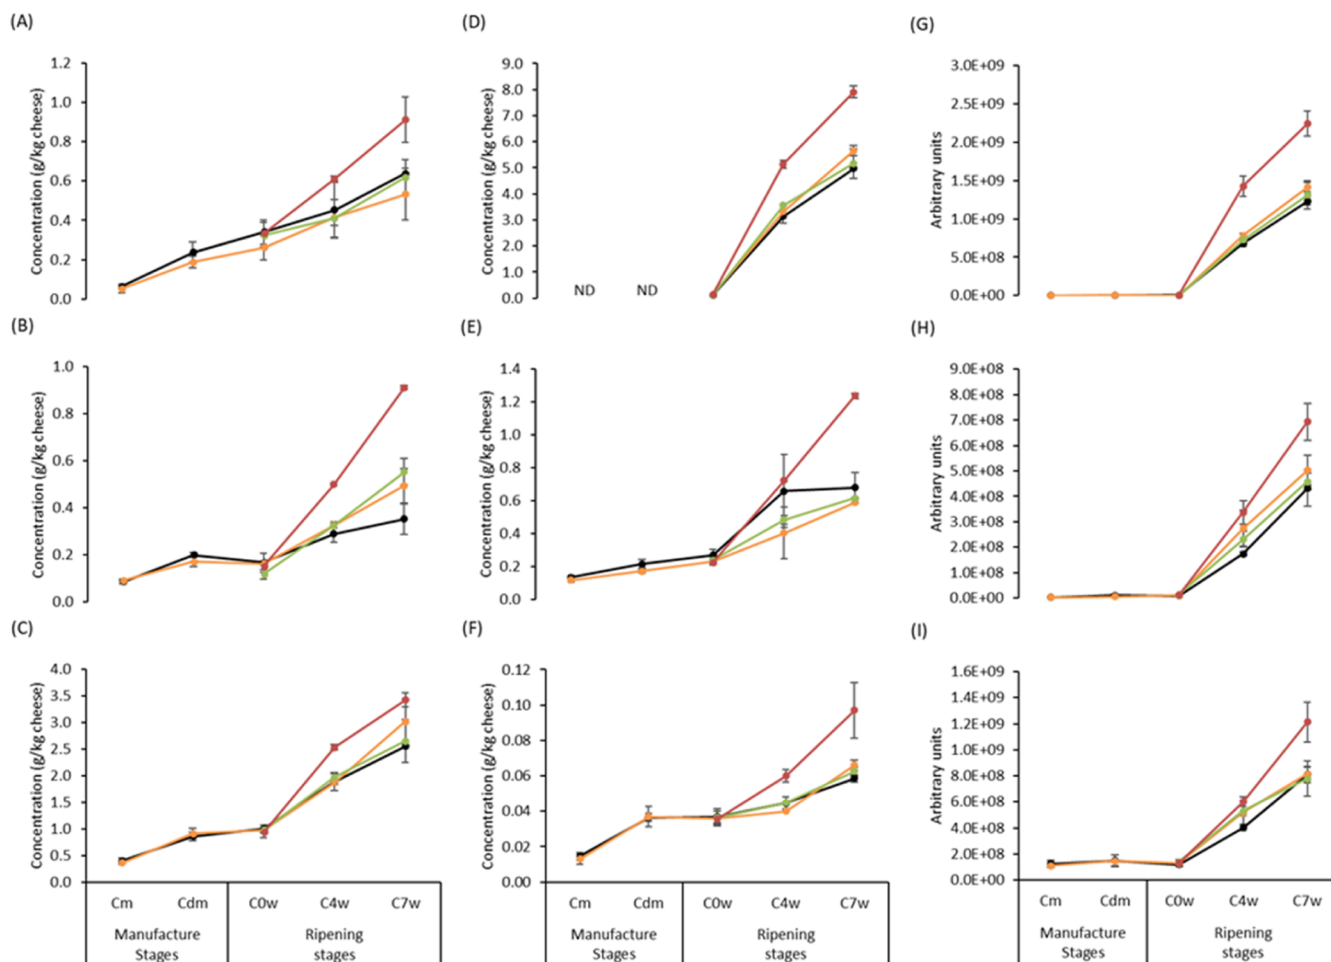 (A)
Concentration (g/kg cheese)
1.2
1.0
0.8
0.6
0.4
0.2
0.0
(B)
Concentration (g/kg cheese)
1.0
0.8
0.6
0.4
0.2
0.0
(C)
Concentration (g/kg cheese)
4.0
3.5
3.0
2.5
2.0
1.5
1.0
0.5
0.0
Cm Cdm C0w C4w C7w
Manufacture Stages
Ripening stages
(D)
Concentration (g/kg cheese)
9.0
8.0
7.0
6.0
5.0
4.0
3.0
2.0
1.0
0.0
ND ND
(E)
Concentration (g/kg cheese)
1.4
1.2
1.0
0.8
0.6
0.4
0.2
0.0
(F)
Concentration (g/kg cheese)
0.12
0.10
0.08
0.06
0.04
0.02
0.00
Cm Cdm C0w C4w C7w
Manufacture Stages
Ripening stages
(G)
Arbitrary units
3.0E+09
2.5E+09
2.0E+09
1.5E+09
1.0E+09
5.0E+08
0.0E+00
(H)
Arbitrary units
9.0E+08
8.0E+08
7.0E+08
6.0E+08
5.0E+08
4.0E+08
3.0E+08
2.0E+08
1.0E+08
0.0E+00
(I)
Arbitrary units
1.6E+09
1.4E+09
1.2E+09
1.0E+09
8.0E+08
6.0E+08
4.0E+08
2.0E+08
0.0E+00
Cm Cdm C0w C4w C7w
Manufacture Stages
Ripening stages